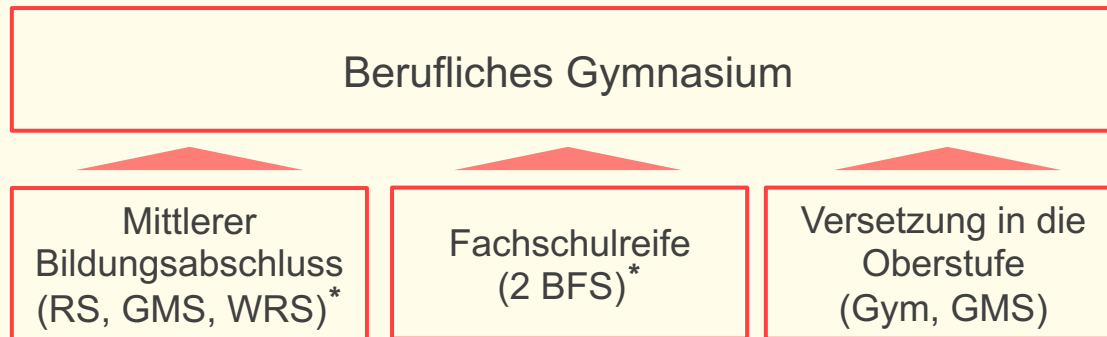 Berufliches Gymnasium
Mittlerer
Bildungsabschluss
(RS, GMS, WRS)*
Fachschulreife
(2 BFS)*
Versetzung in die
Oberstufe
(Gym, GMS)